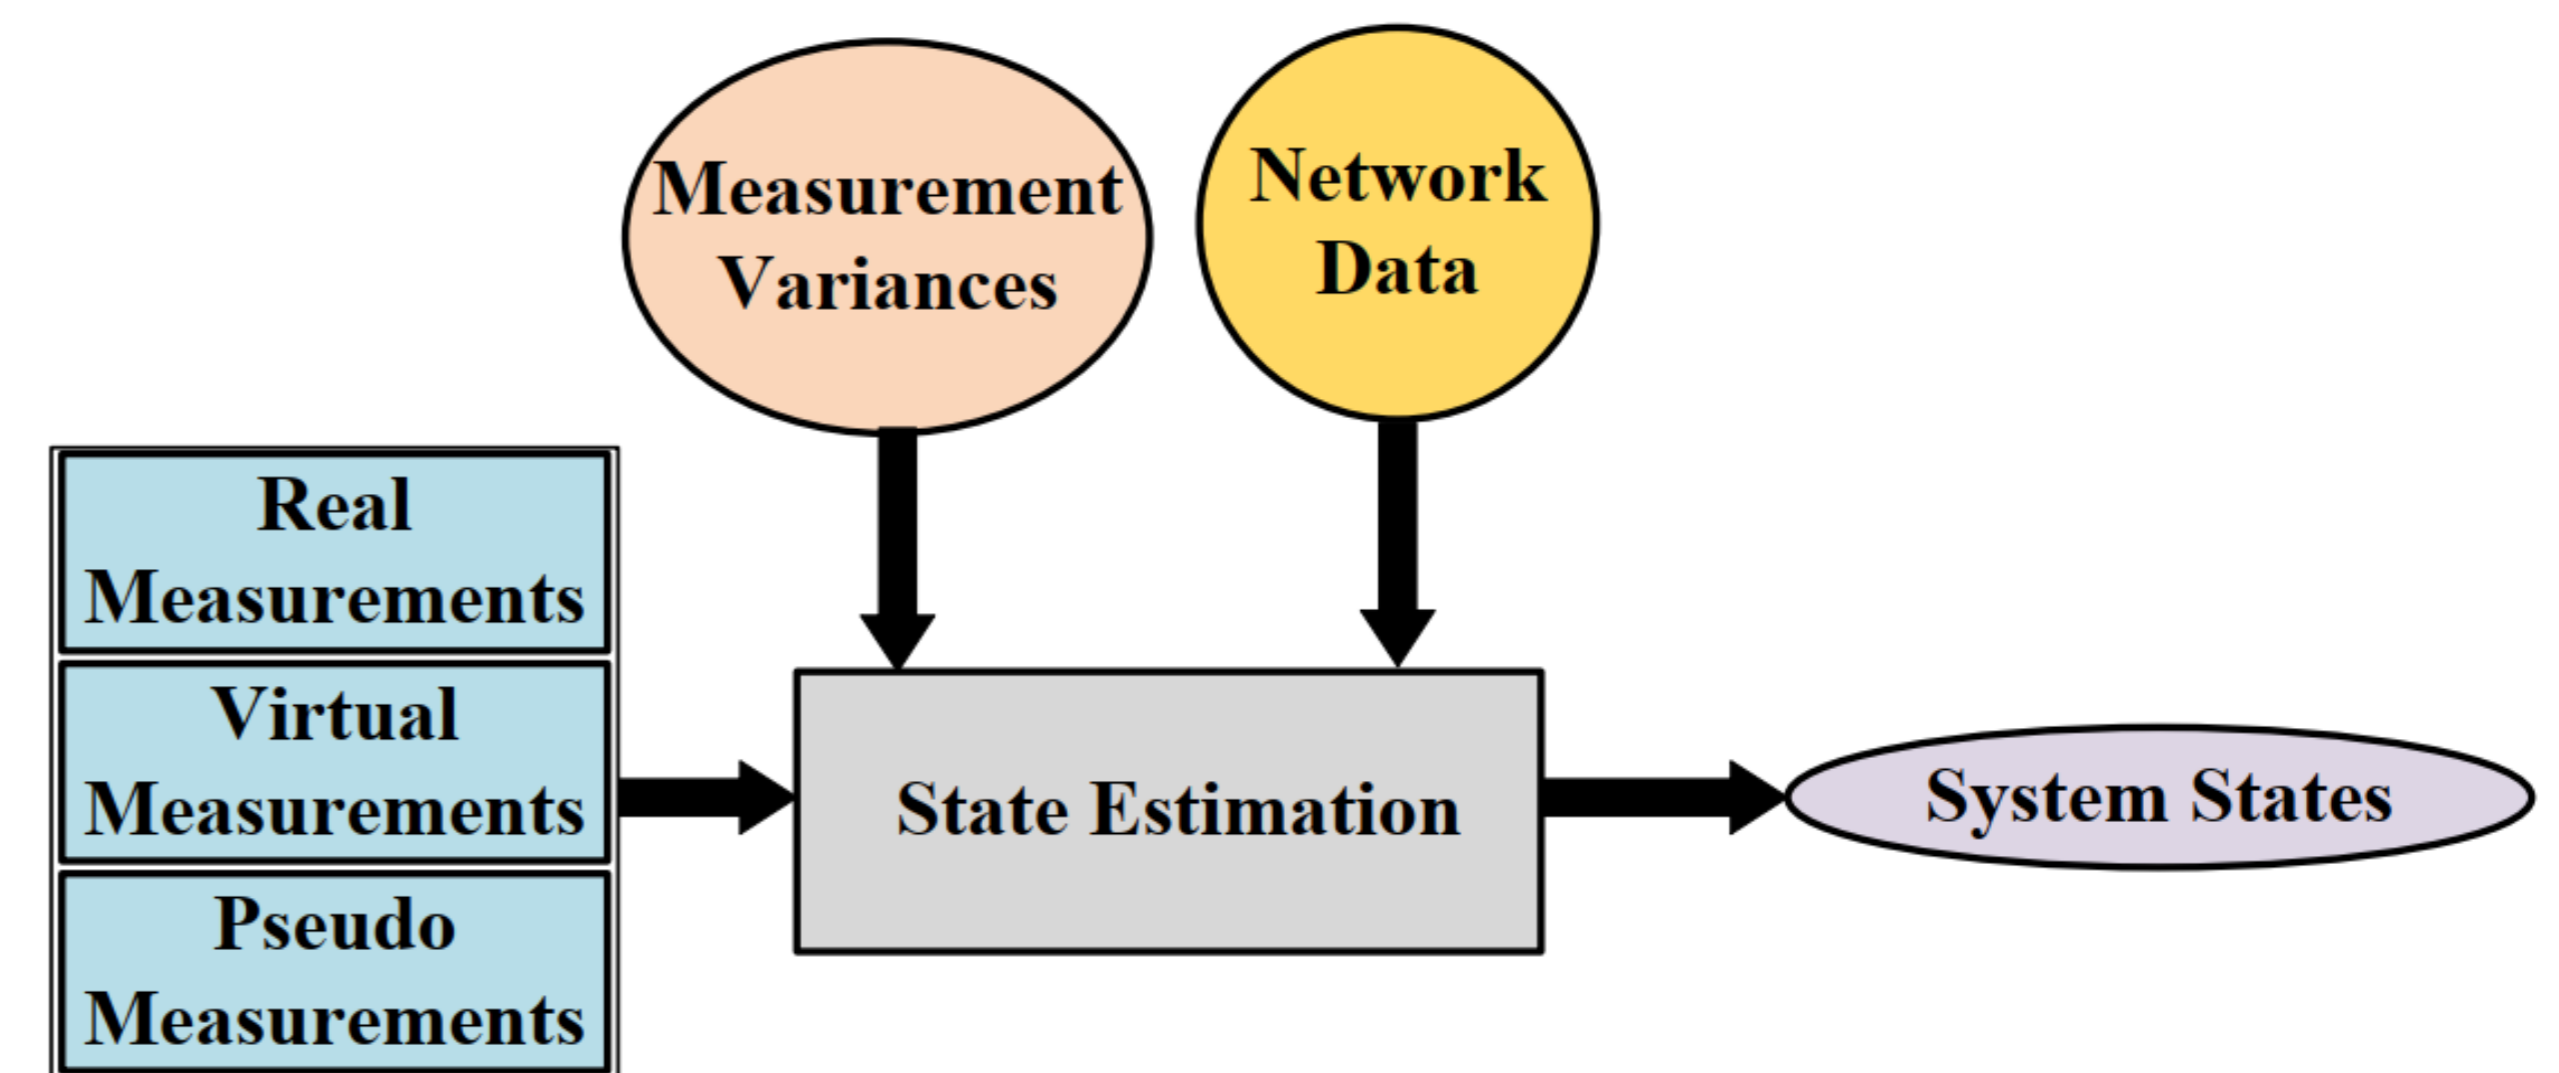 Measurement
Variances
Network
Data
Real
Measurements
Virtual
Measurements
Pseudo
Measurements
State Estimation
System States